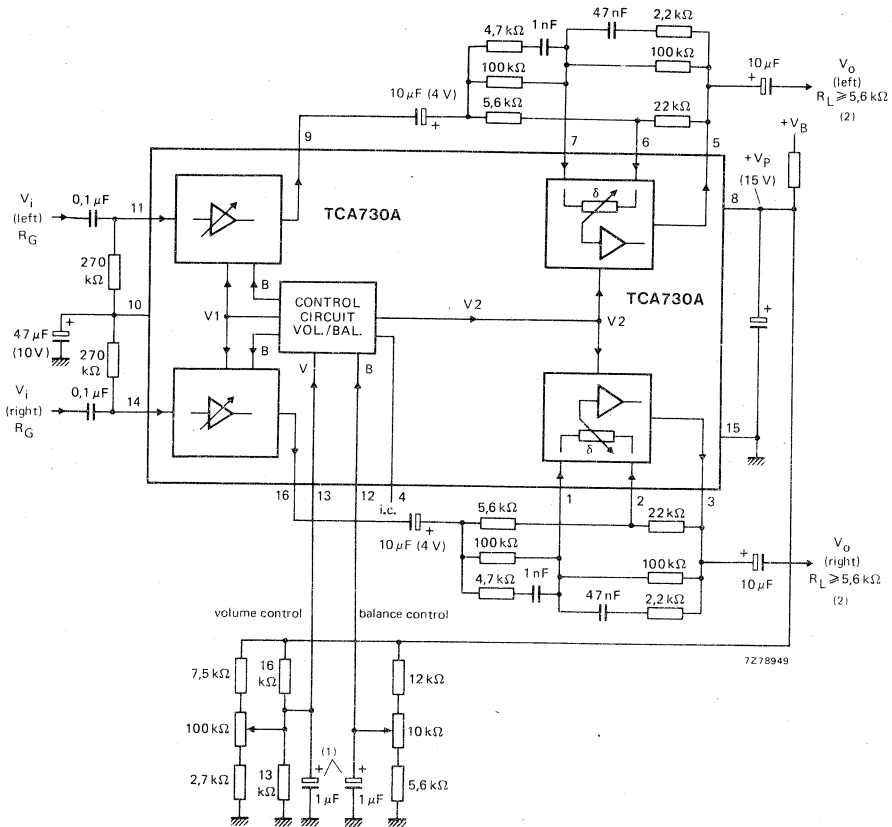 47 nF
2,2 kΩ
4,7 kΩ
1 nF
100 kΩ
100 kΩ
10 µF
Vo
(left)
RL ⩾ 5,6 kΩ
(2)
10 µF (4 V)
5,6 kΩ
22 kΩ
+
+
+VB
9
7
6
5
+VP
(15 V)
8
Vi
(left)
RG
0,1 µF
11
TCA730A
δ
270
kΩ
B
CONTROL
CIRCUIT
VOL./BAL.
V2
V2
TCA730A
10
V1
+
47 µF
(10V)
270
kΩ
B
V
B
+
Vi
(right)
RG
0,1 µF
14
δ
15
16
13
12
4
i.c.
1
2
3
10 µF (4 V)
+
5,6 kΩ
22 kΩ
100 kΩ
100 kΩ
4,7 kΩ
1 nF
47 nF
2,2 kΩ
+
10 µF
Vo
(right)
RL ⩾ 5,6 kΩ
(2)
volume control
balance control
7Z78949
7,5 kΩ
16
kΩ
12 kΩ
100 kΩ
10 kΩ
(1)
+
+
2,7 kΩ
13
kΩ
1 µF
1 µF
5,6 kΩ